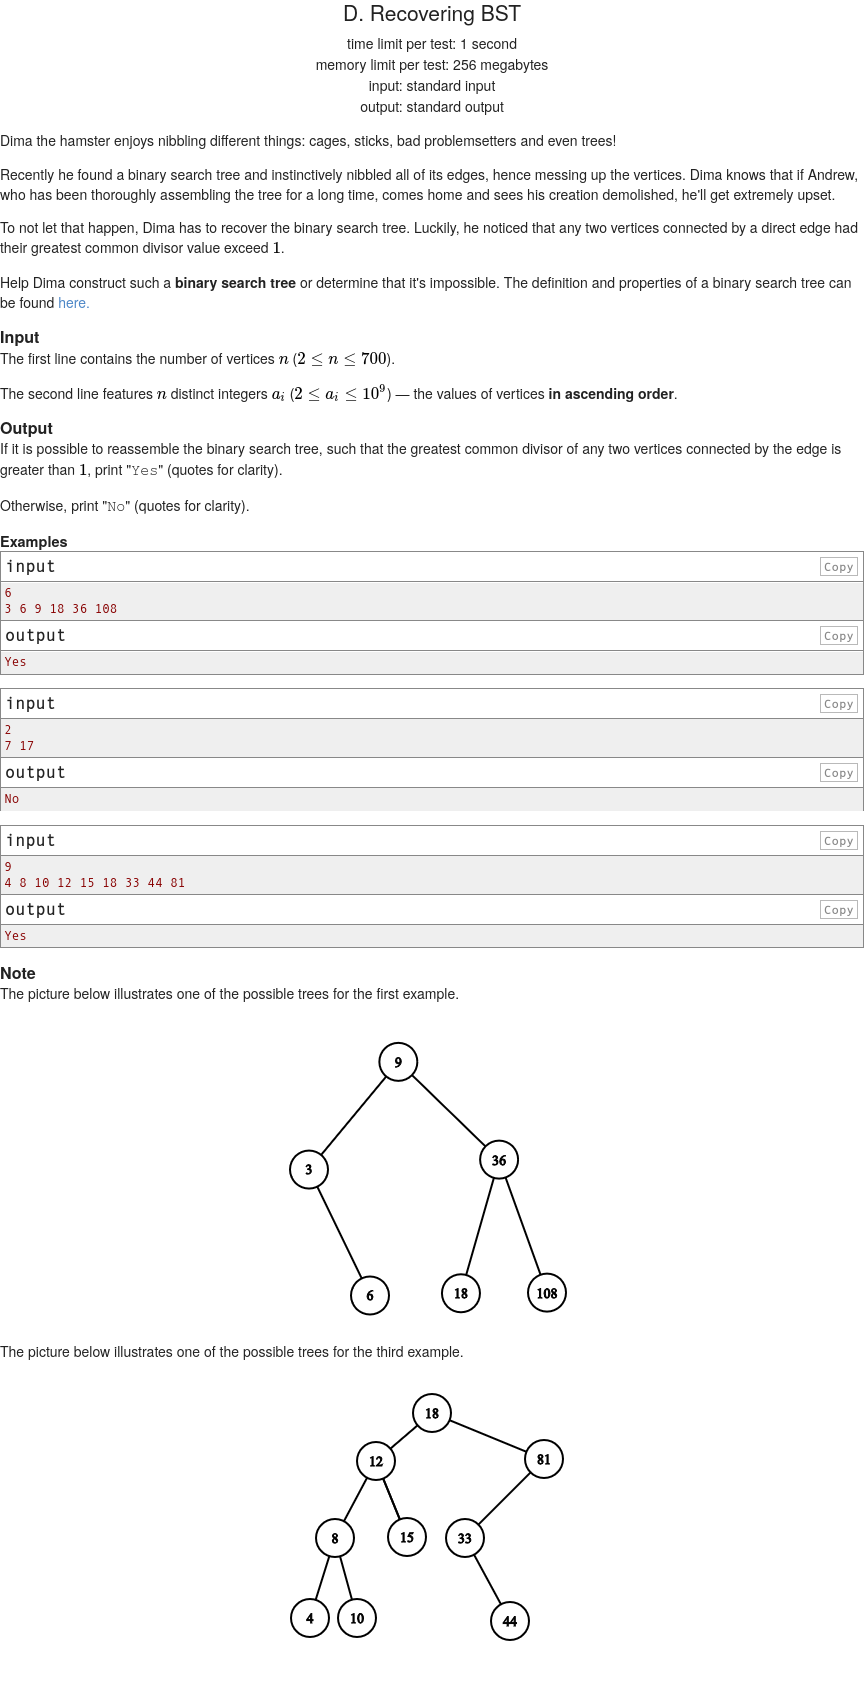 D. Recovering BST
time limit per test: 1 second
memory limit per test: 256 megabytes
input: standard input
output: standard output
Dima the hamster enjoys nibbling different things: cages, sticks, bad problemsetters and even trees!
Recently he found a binary search tree and instinctively nibbled all of its edges, hence messing up the vertices. Dima knows that if Andrew,
who has been thoroughly assembling the tree for a long time, comes home and sees his creation demolished, he'll get extremely upset.
To not let that happen, Dima has to recover the binary search tree. Luckily, he noticed that any two vertices connected by a direct edge had
their greatest common divisor value exceed 1.
Help Dima construct such a binary search tree or determine that it's impossible. The definition and properties of a binary search tree can
be found here.
Input
The first line contains the number of vertices n (2 ≤ n ≤ 700).
The second line features n distinct integers a_i (2 ≤ a_i ≤ 10^9) — the values of vertices in ascending order.
Output
If it is possible to reassemble the binary search tree, such that the greatest common divisor of any two vertices connected by the edge is
greater than 1, print "Yes" (quotes for clarity).
Otherwise, print "No" (quotes for clarity).
Examples
input Copy
6
3 6 9 18 36 108
output Copy
Yes
input Copy
2
7 17
output Copy
No
input Copy
9
4 8 10 12 15 18 33 44 81
output Copy
Yes
Note
The picture below illustrates one of the possible trees for the first example.
9
3 36
6 18 108
The picture below illustrates one of the possible trees for the third example.
18
12 81
8 15 33
4 10 44